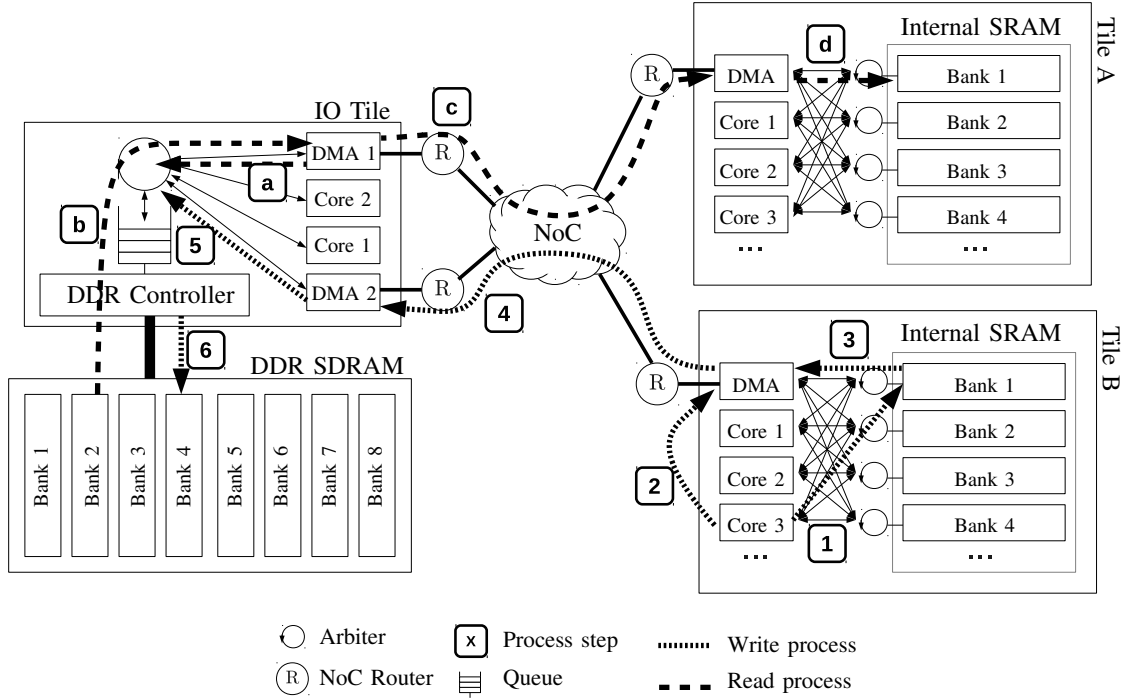 IO Tile
DMA 1
Core 2
Core 1
DMA 2
DDR Controller
a
b
5
6
c
R
R
4
NoC
DDR SDRAM
Bank 1
Bank 2
Bank 3
Bank 4
Bank 5
Bank 6
Bank 7
Bank 8
R
Tile A
Internal SRAM
d
DMA
Core 1
Core 2
Core 3
...
Bank 1
Bank 2
Bank 3
Bank 4
...
R
Tile B
Internal SRAM
3
DMA
Core 1
Core 2
Core 3
...
2
1
Bank 1
Bank 2
Bank 3
Bank 4
...
Arbiter
x Process step
Write process
R NoC Router
Queue
Read process